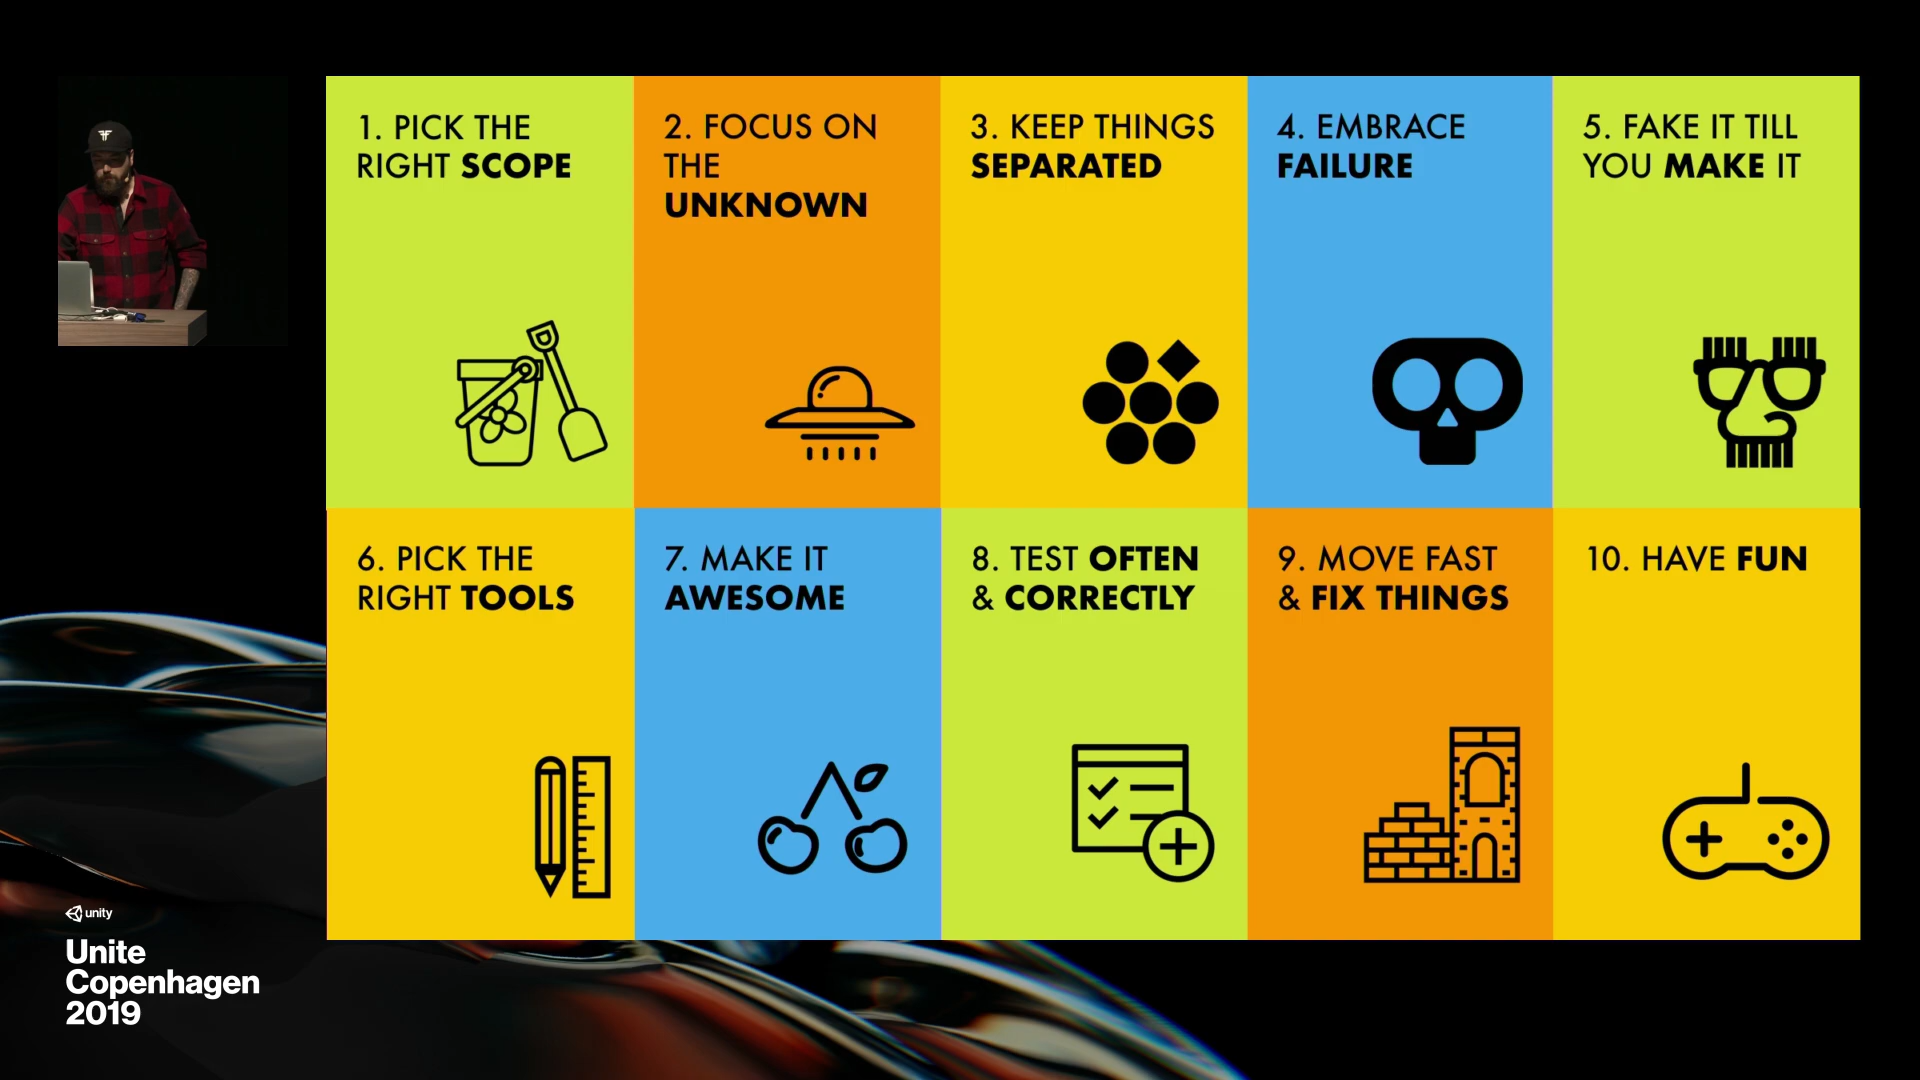 1. PICK THE
RIGHT SCOPE
2. FOCUS ON
THE
UNKNOWN
3. KEEP THINGS
SEPARATED
4. EMBRACE
FAILURE
5. FAKE IT TILL
YOU MAKE IT
6. PICK THE
RIGHT TOOLS
7. MAKE IT
AWESOME
8. TEST OFTEN
& CORRECTLY
9. MOVE FAST
& FIX THINGS
10. HAVE FUN
unity
Unite
Copenhagen
2019